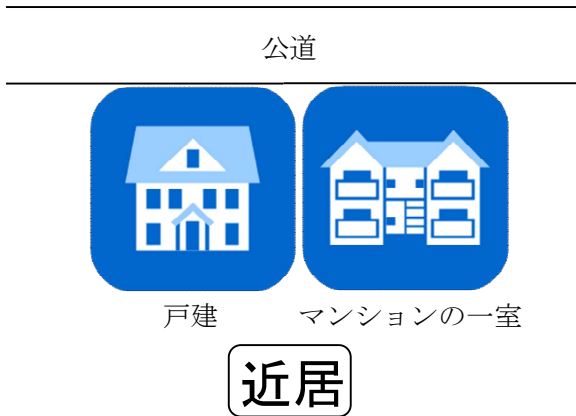 公道
戸建 マンションの一室
近居